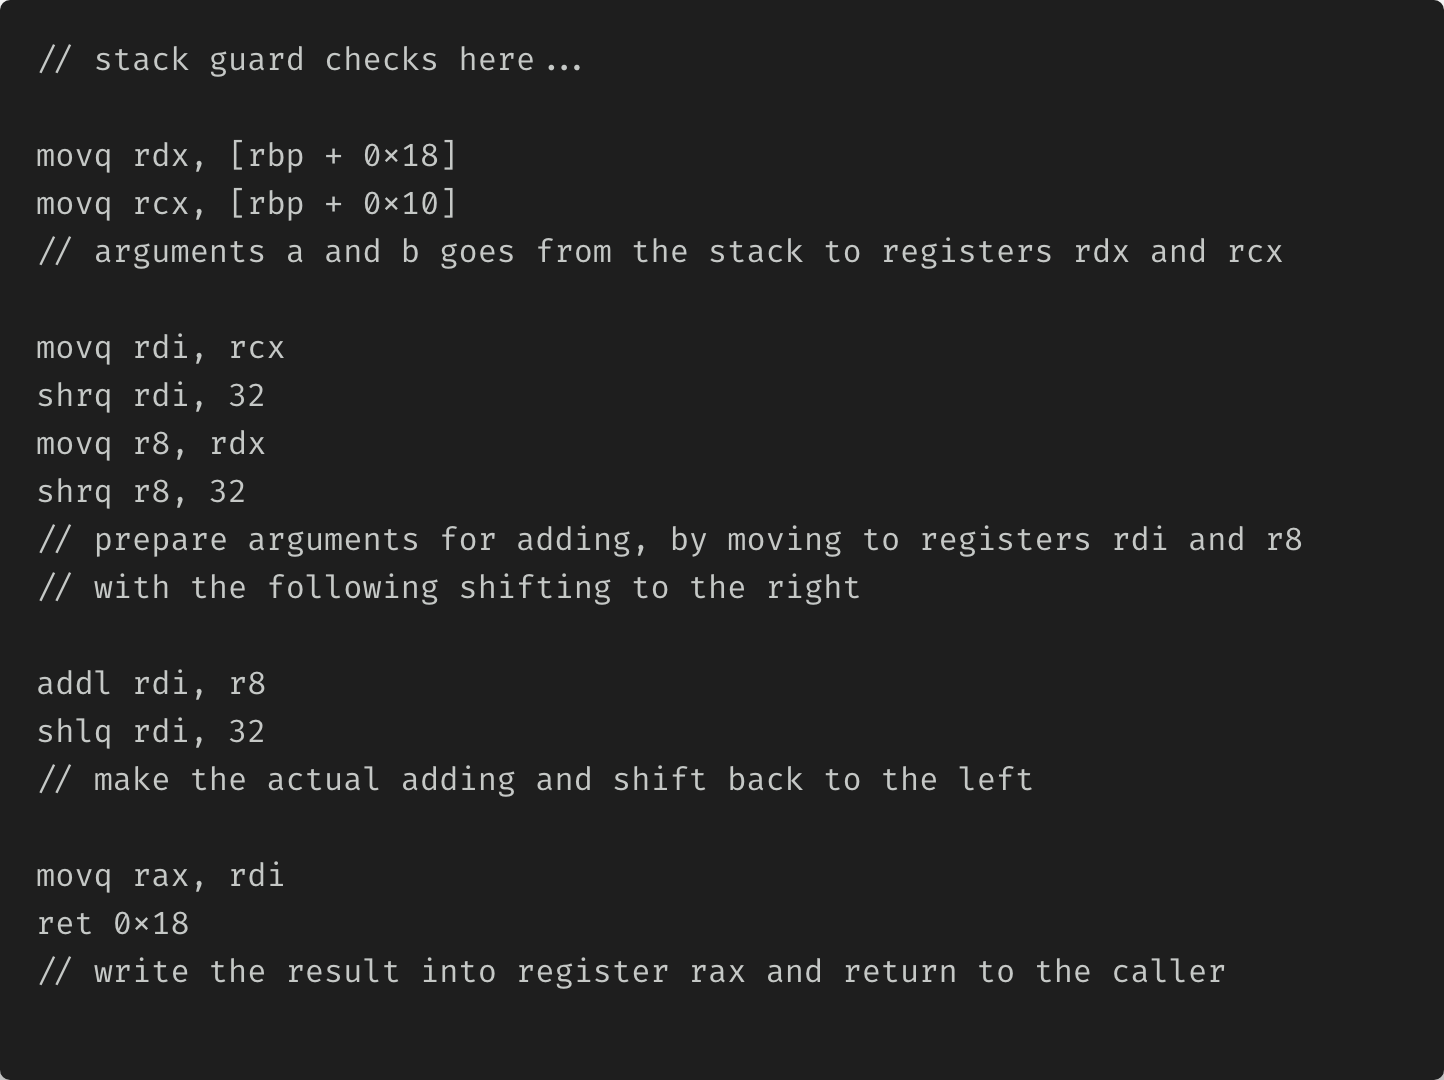 // stack guard checks here...
movq rdx, [rbp + 0x18]
movq rcx, [rbp + 0x10]
// arguments a and b goes from the stack to registers rdx and rcx
movq rdi, rcx
shrq rdi, 32
movq r8, rdx
shrq r8, 32
// prepare arguments for adding, by moving to registers rdi and r8
// with the following shifting to the right
addl rdi, r8
shlq rdi, 32
// make the actual adding and shift back to the left
movq rax, rdi
ret 0x18
// write the result into register rax and return to the caller